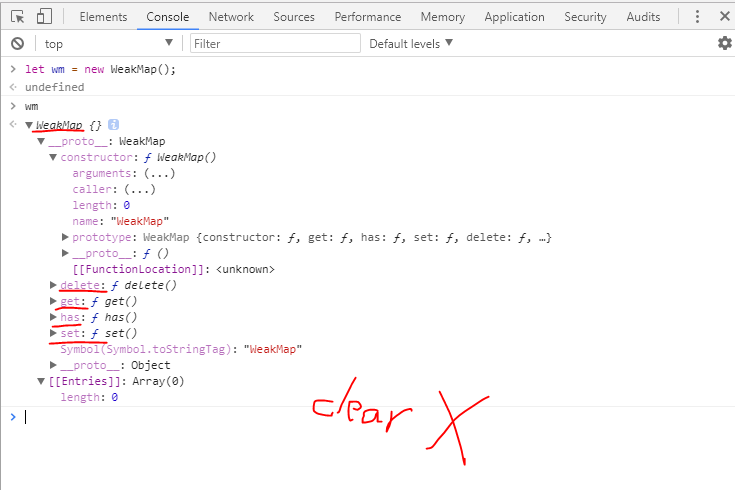 Elements Console Network Sources Performance Memory Application Security Audits
top Filter Default levels
let wm = new WeakMap();
undefined
wm
WeakMap {}
__proto__: WeakMap
constructor: ƒ WeakMap()
arguments: (...)
caller: (...)
length: 0
name: "WeakMap"
prototype: WeakMap {constructor: ƒ, get: ƒ, has: ƒ, set: ƒ, delete: ƒ, …}
__proto__: ƒ ()
[[FunctionLocation]]: <unknown>
delete: ƒ delete()
get: ƒ get()
has: ƒ has()
set: ƒ set()
Symbol(Symbol.toStringTag): "WeakMap"
__proto__: Object
[[Entries]]: Array(0)
length: 0
clear X